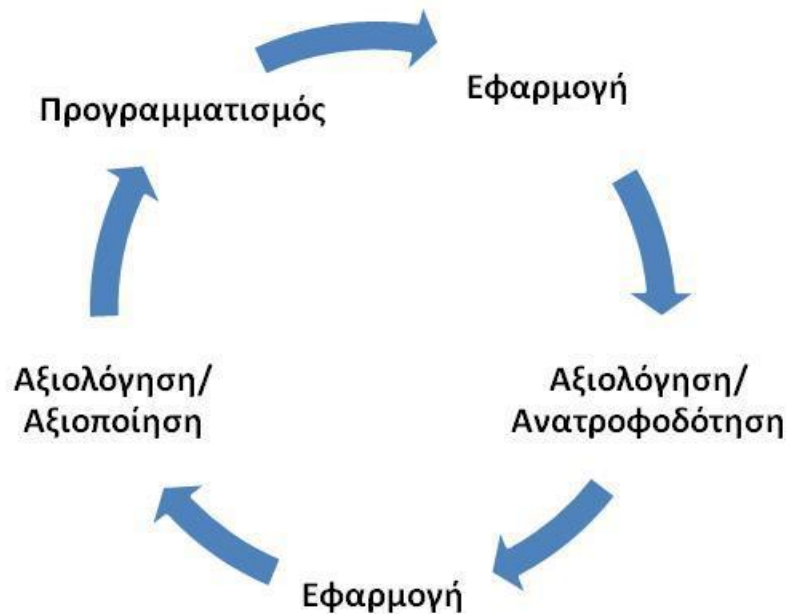 Προγραμματισμός
Εφαρμογή
Αξιολόγηση/
Ανατροφοδότηση
Εφαρμογή
Αξιολόγηση/
Αξιοποίηση